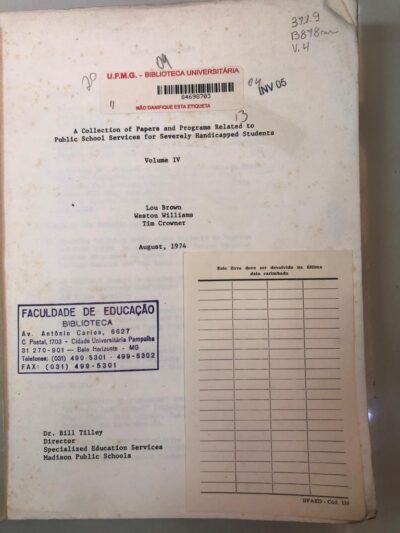 371.9
V.4
U.F.M.G. - BIBLIOTECA UNIVERSITÁRIA
84698703
NÃO DANIFIQUE ESTA ETIQUETA
INV 05
13
A Collection of Papers and Programs Related to
Public School Services for Severely Handicapped Students
Volume IV
Lou Brown
Weston Williams
Tim Crowner
August, 1974
Este livro deve ser devolvido na última
data carimbada
FACULDADE DE EDUCAÇÃO
BIBLIOTECA
Av. Antônio Carlos, 6627
C. Postal, 1703 - Cidade Universitária Pampulha
31 270-901 — Belo Horizonte - MG
Telefones: (031) 490-5301 - 499-5302
FAX: (031) 499-5301
Dr. Bill Tilley
Director
Specialized Education Services
Madison Public Schools